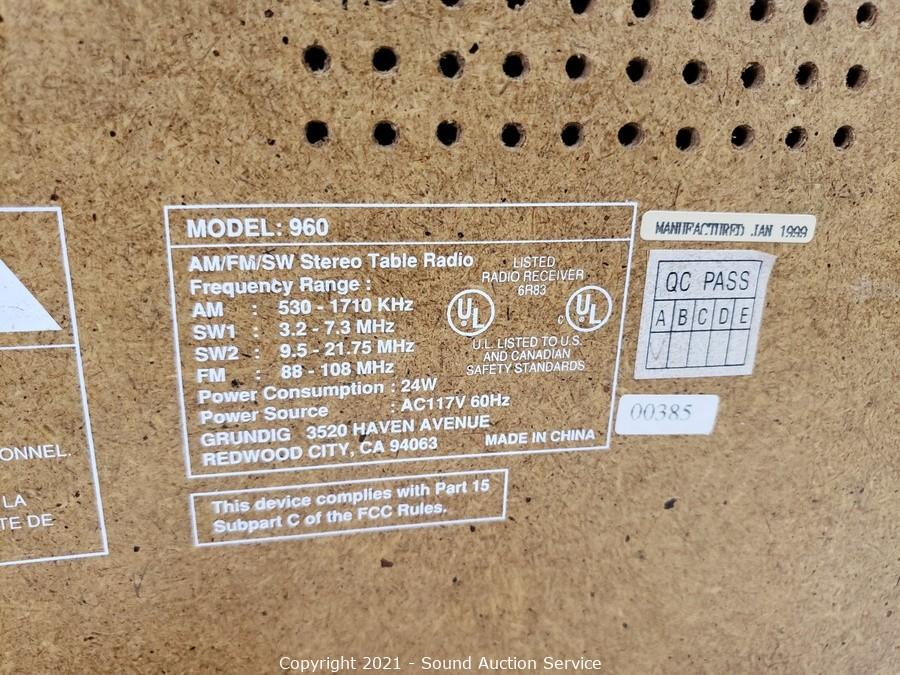 MODEL: 960
AM/FM/SW Stereo Table Radio
Frequency Range :
AM : 530 - 1710 KHz
SW1 : 3.2 - 7.3 MHz
SW2 : 9.5 - 21.75 MHz
FM : 88 - 108 MHz
Power Consumption : 24W
Power Source : AC117V 60Hz
GRUNDIG 3520 HAVEN AVENUE
REDWOOD CITY, CA 94063
MADE IN CHINA
LISTED
RADIO RECEIVER
6R83
UL
c UL
U.L. LISTED TO U.S.
AND CANADIAN
SAFETY STANDARDS
This device complies with Part 15
Subpart C of the FCC Rules.
MANUFACTURED JAN 1999
QC PASS
A B C D E
00385
ONNEL.
LA
TE DE
Copyright 2021 - Sound Auction Service